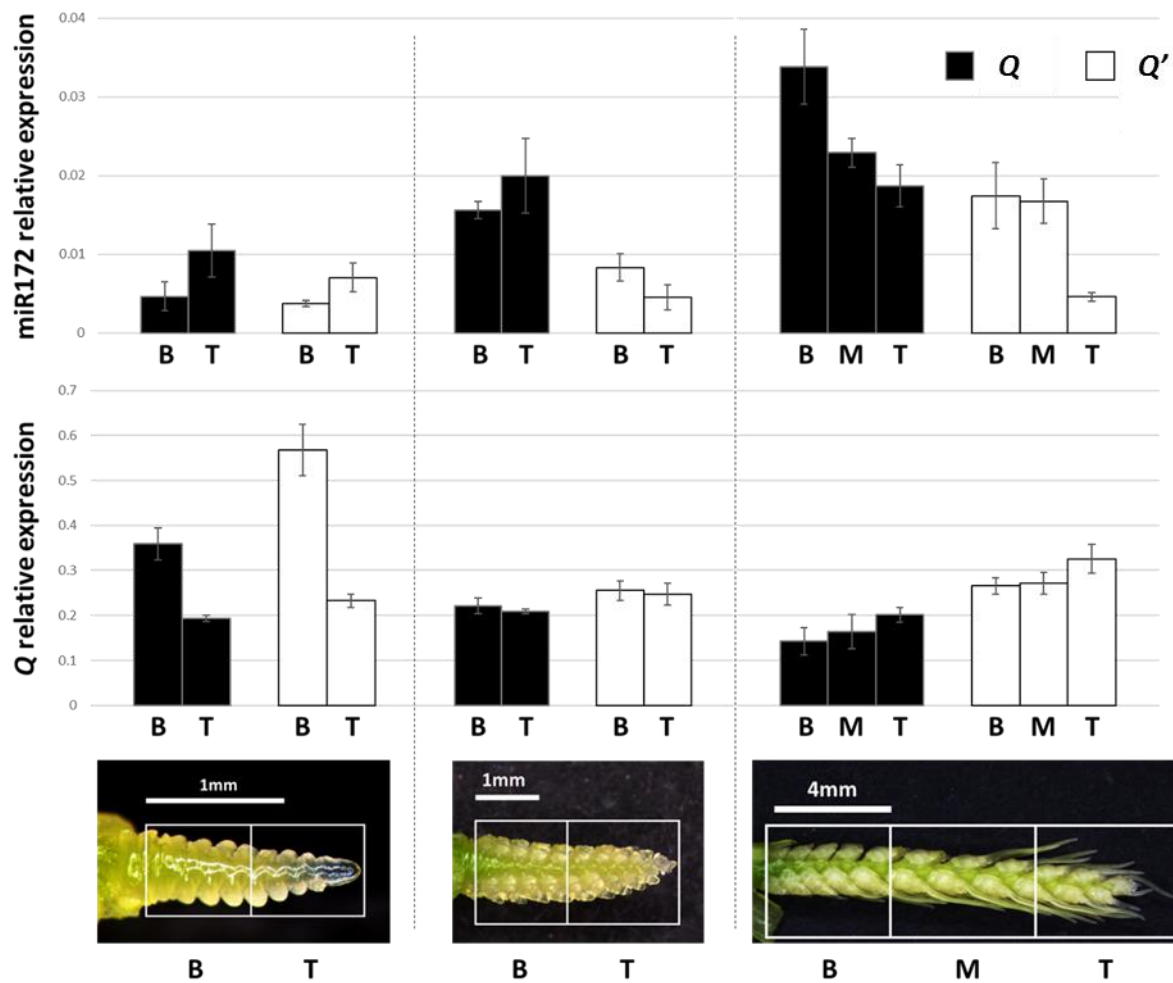 miR172 relative expression
0.04
0.03
0.02
0.01
0
Q Q’
B T B T B T B T B M T B M T
Q relative expression
0.7
0.6
0.5
0.4
0.3
0.2
0.1
0
B T B T B T B T B M T B M T
1mm 1mm 4mm
B T B T B M T